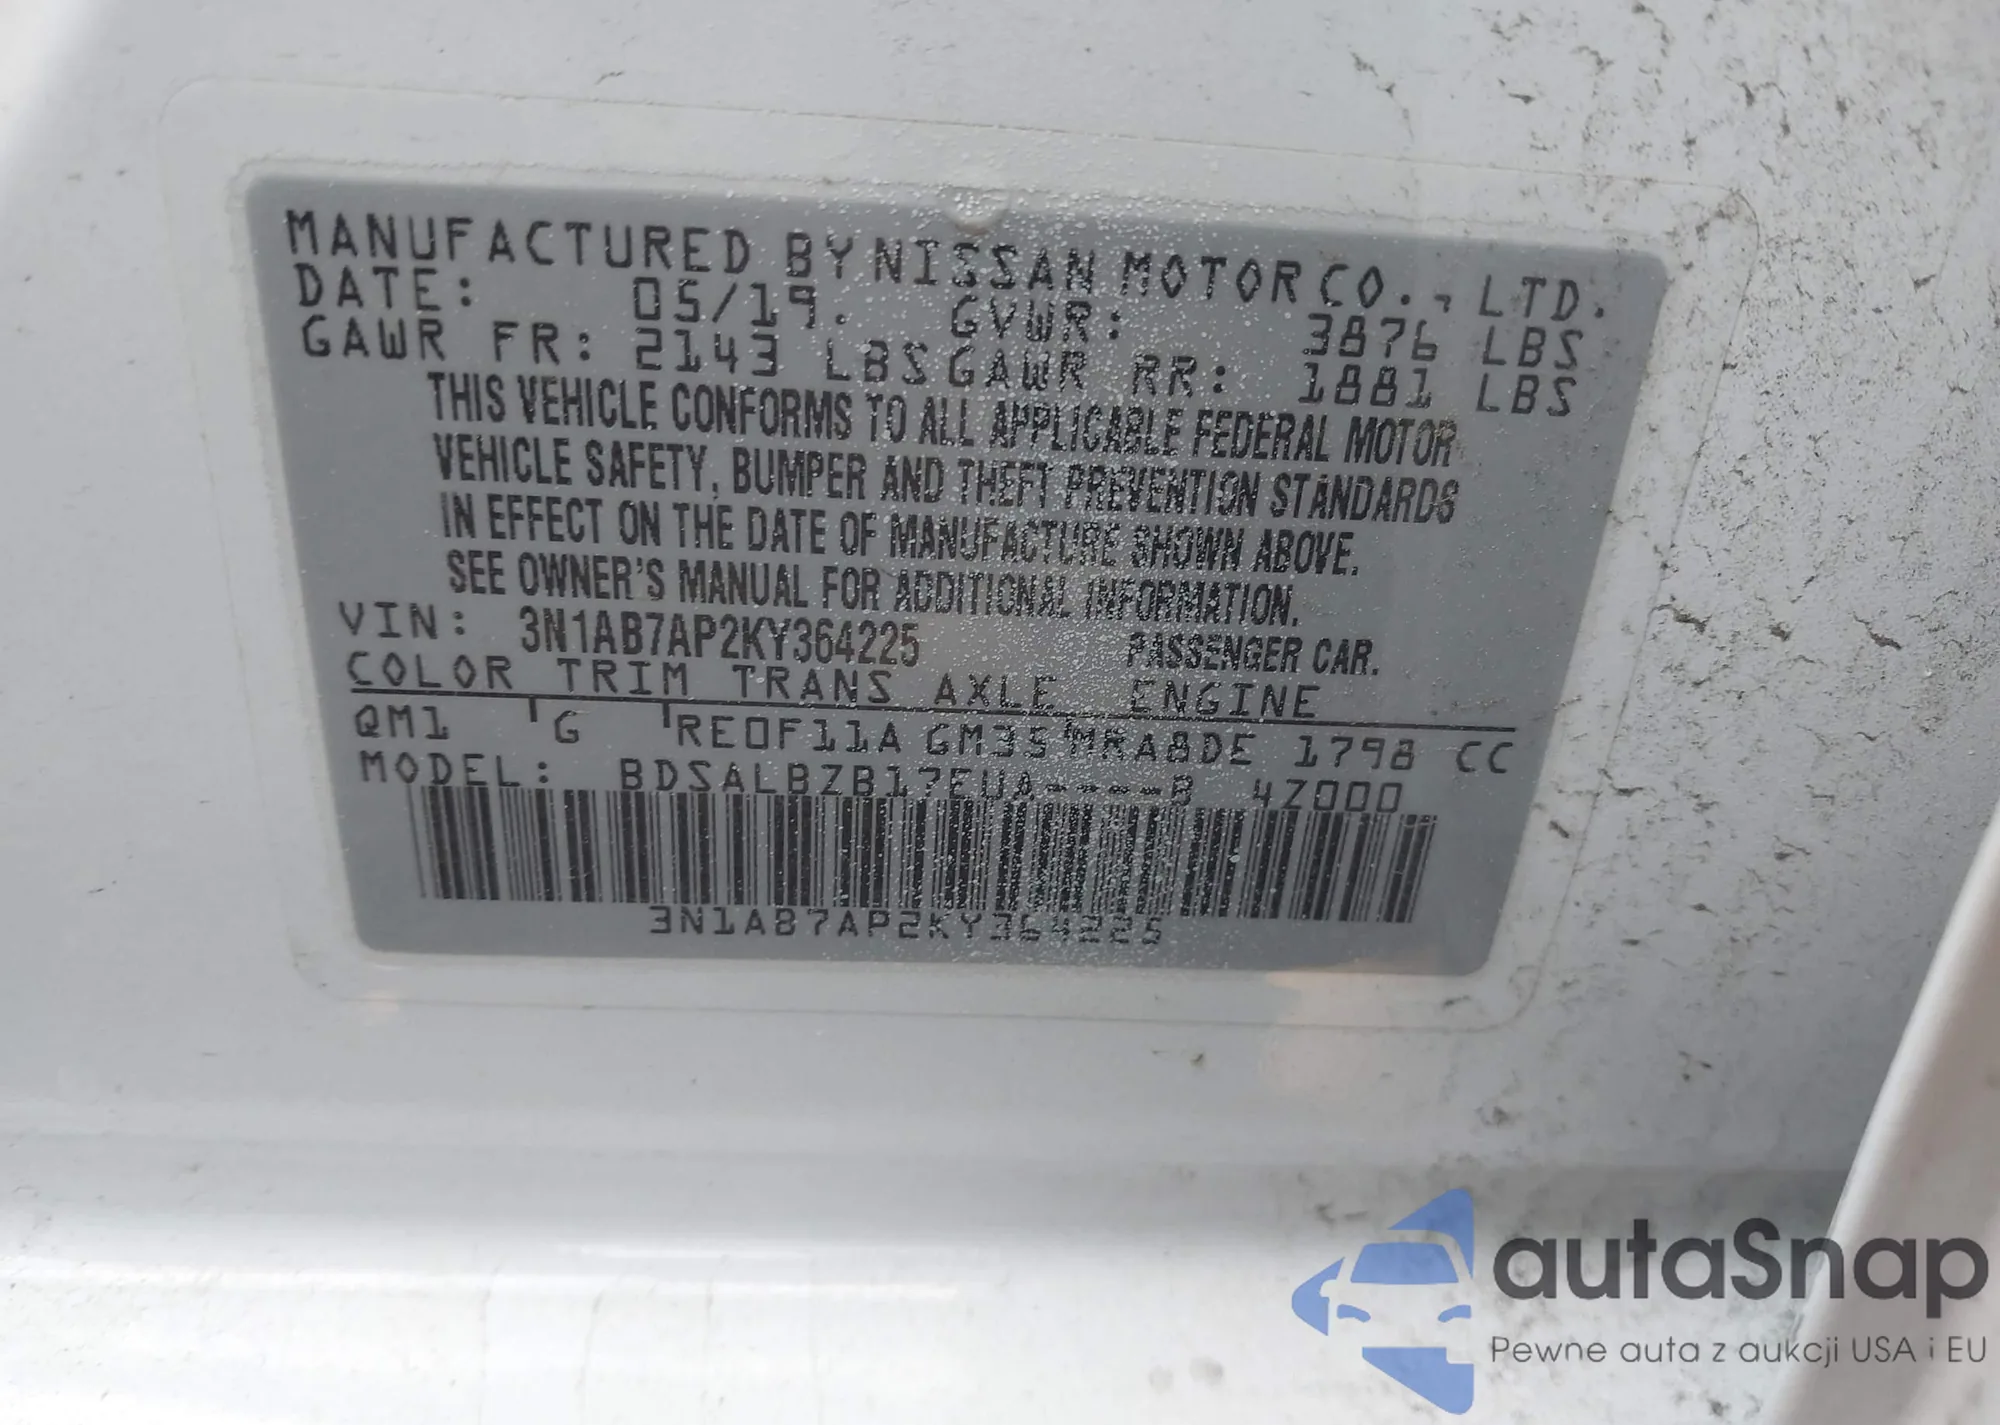 MANUFACTURED BY NISSAN MOTOR CO., LTD.
DATE: 05/19. GVWR: 3876 LBS
GAWR FR: 2143 LBS GAWR RR: 1881 LBS
THIS VEHICLE CONFORMS TO ALL APPLICABLE FEDERAL MOTOR
VEHICLE SAFETY, BUMPER AND THEFT PREVENTION STANDARDS
IN EFFECT ON THE DATE OF MANUFACTURE SHOWN ABOVE.
SEE OWNER'S MANUAL FOR ADDITIONAL INFORMATION.
VIN: 3N1AB7AP2KY364225 PASSENGER CAR.
COLOR TRIM TRANS AXLE ENGINE
QM1 G RE0F11A GM35 MRA8DE 1798 CC
MODEL: BDSALBZB17EUA----B 4Z000
3N1AB7AP2KY364225
autaSnap
Pewne auta z aukcji USA i EU